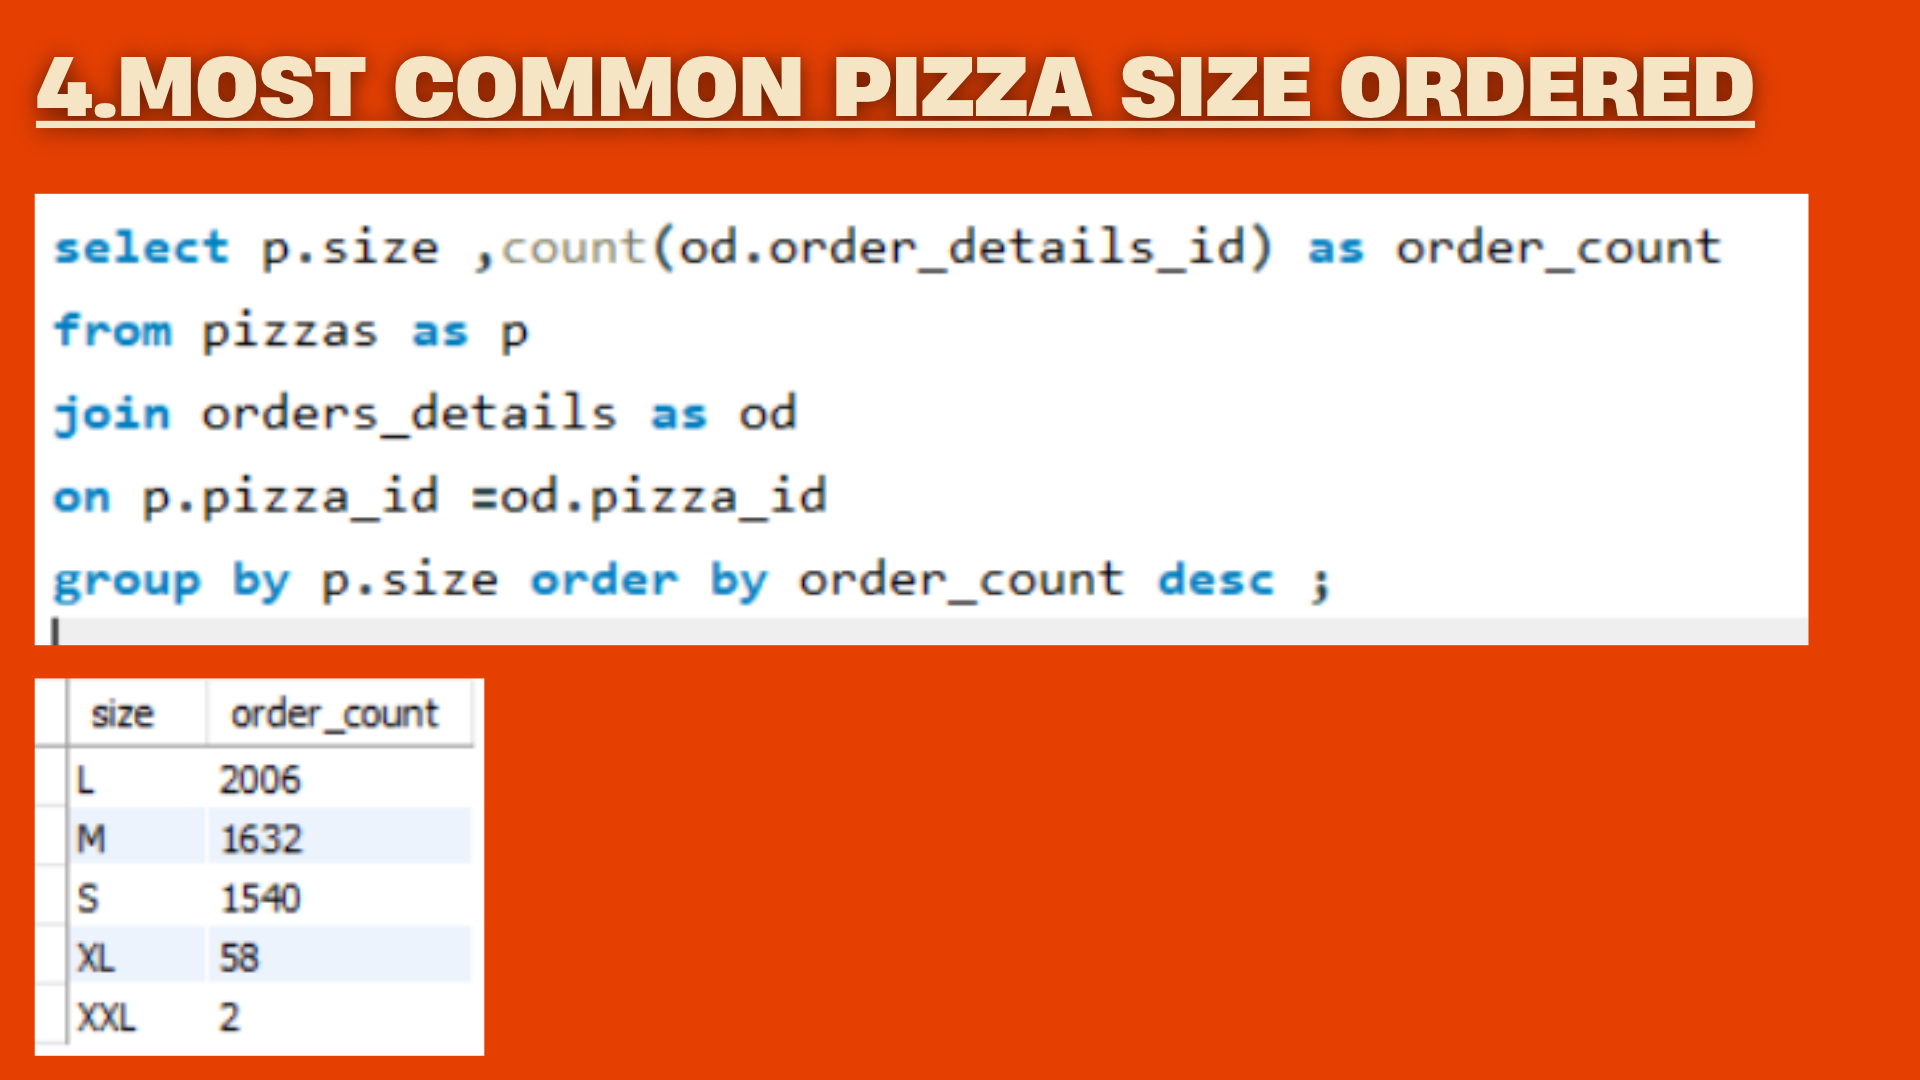 4.MOST COMMON PIZZA SIZE ORDERED
select p.size ,count(od.order_details_id) as order_count
from pizzas as p
join orders_details as od
on p.pizza_id =od.pizza_id
group by p.size order by order_count desc ;
size order_count
L 2006
M 1632
S 1540
XL 58
XXL 2